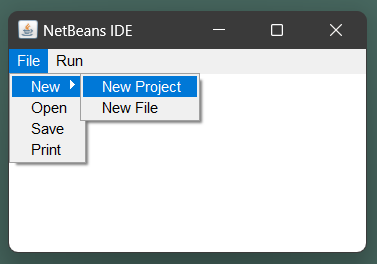 NetBeans IDE
File Run
New New Project
Open New File
Save
Print